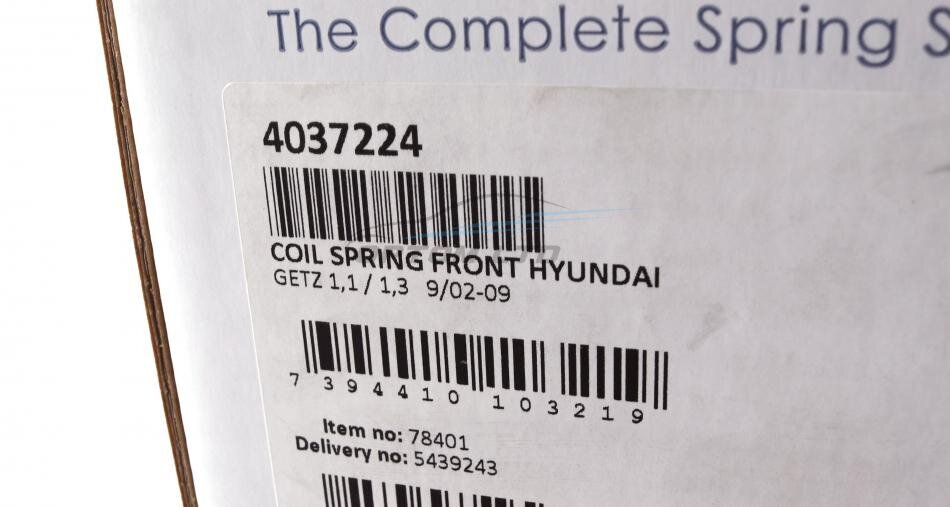 The Complete Spring S
4037224
COIL SPRING FRONT HYUNDAI
GETZ 1,1 / 1,3 9/02-09
7 394410 103219
Item no: 78401
Delivery no: 5439243